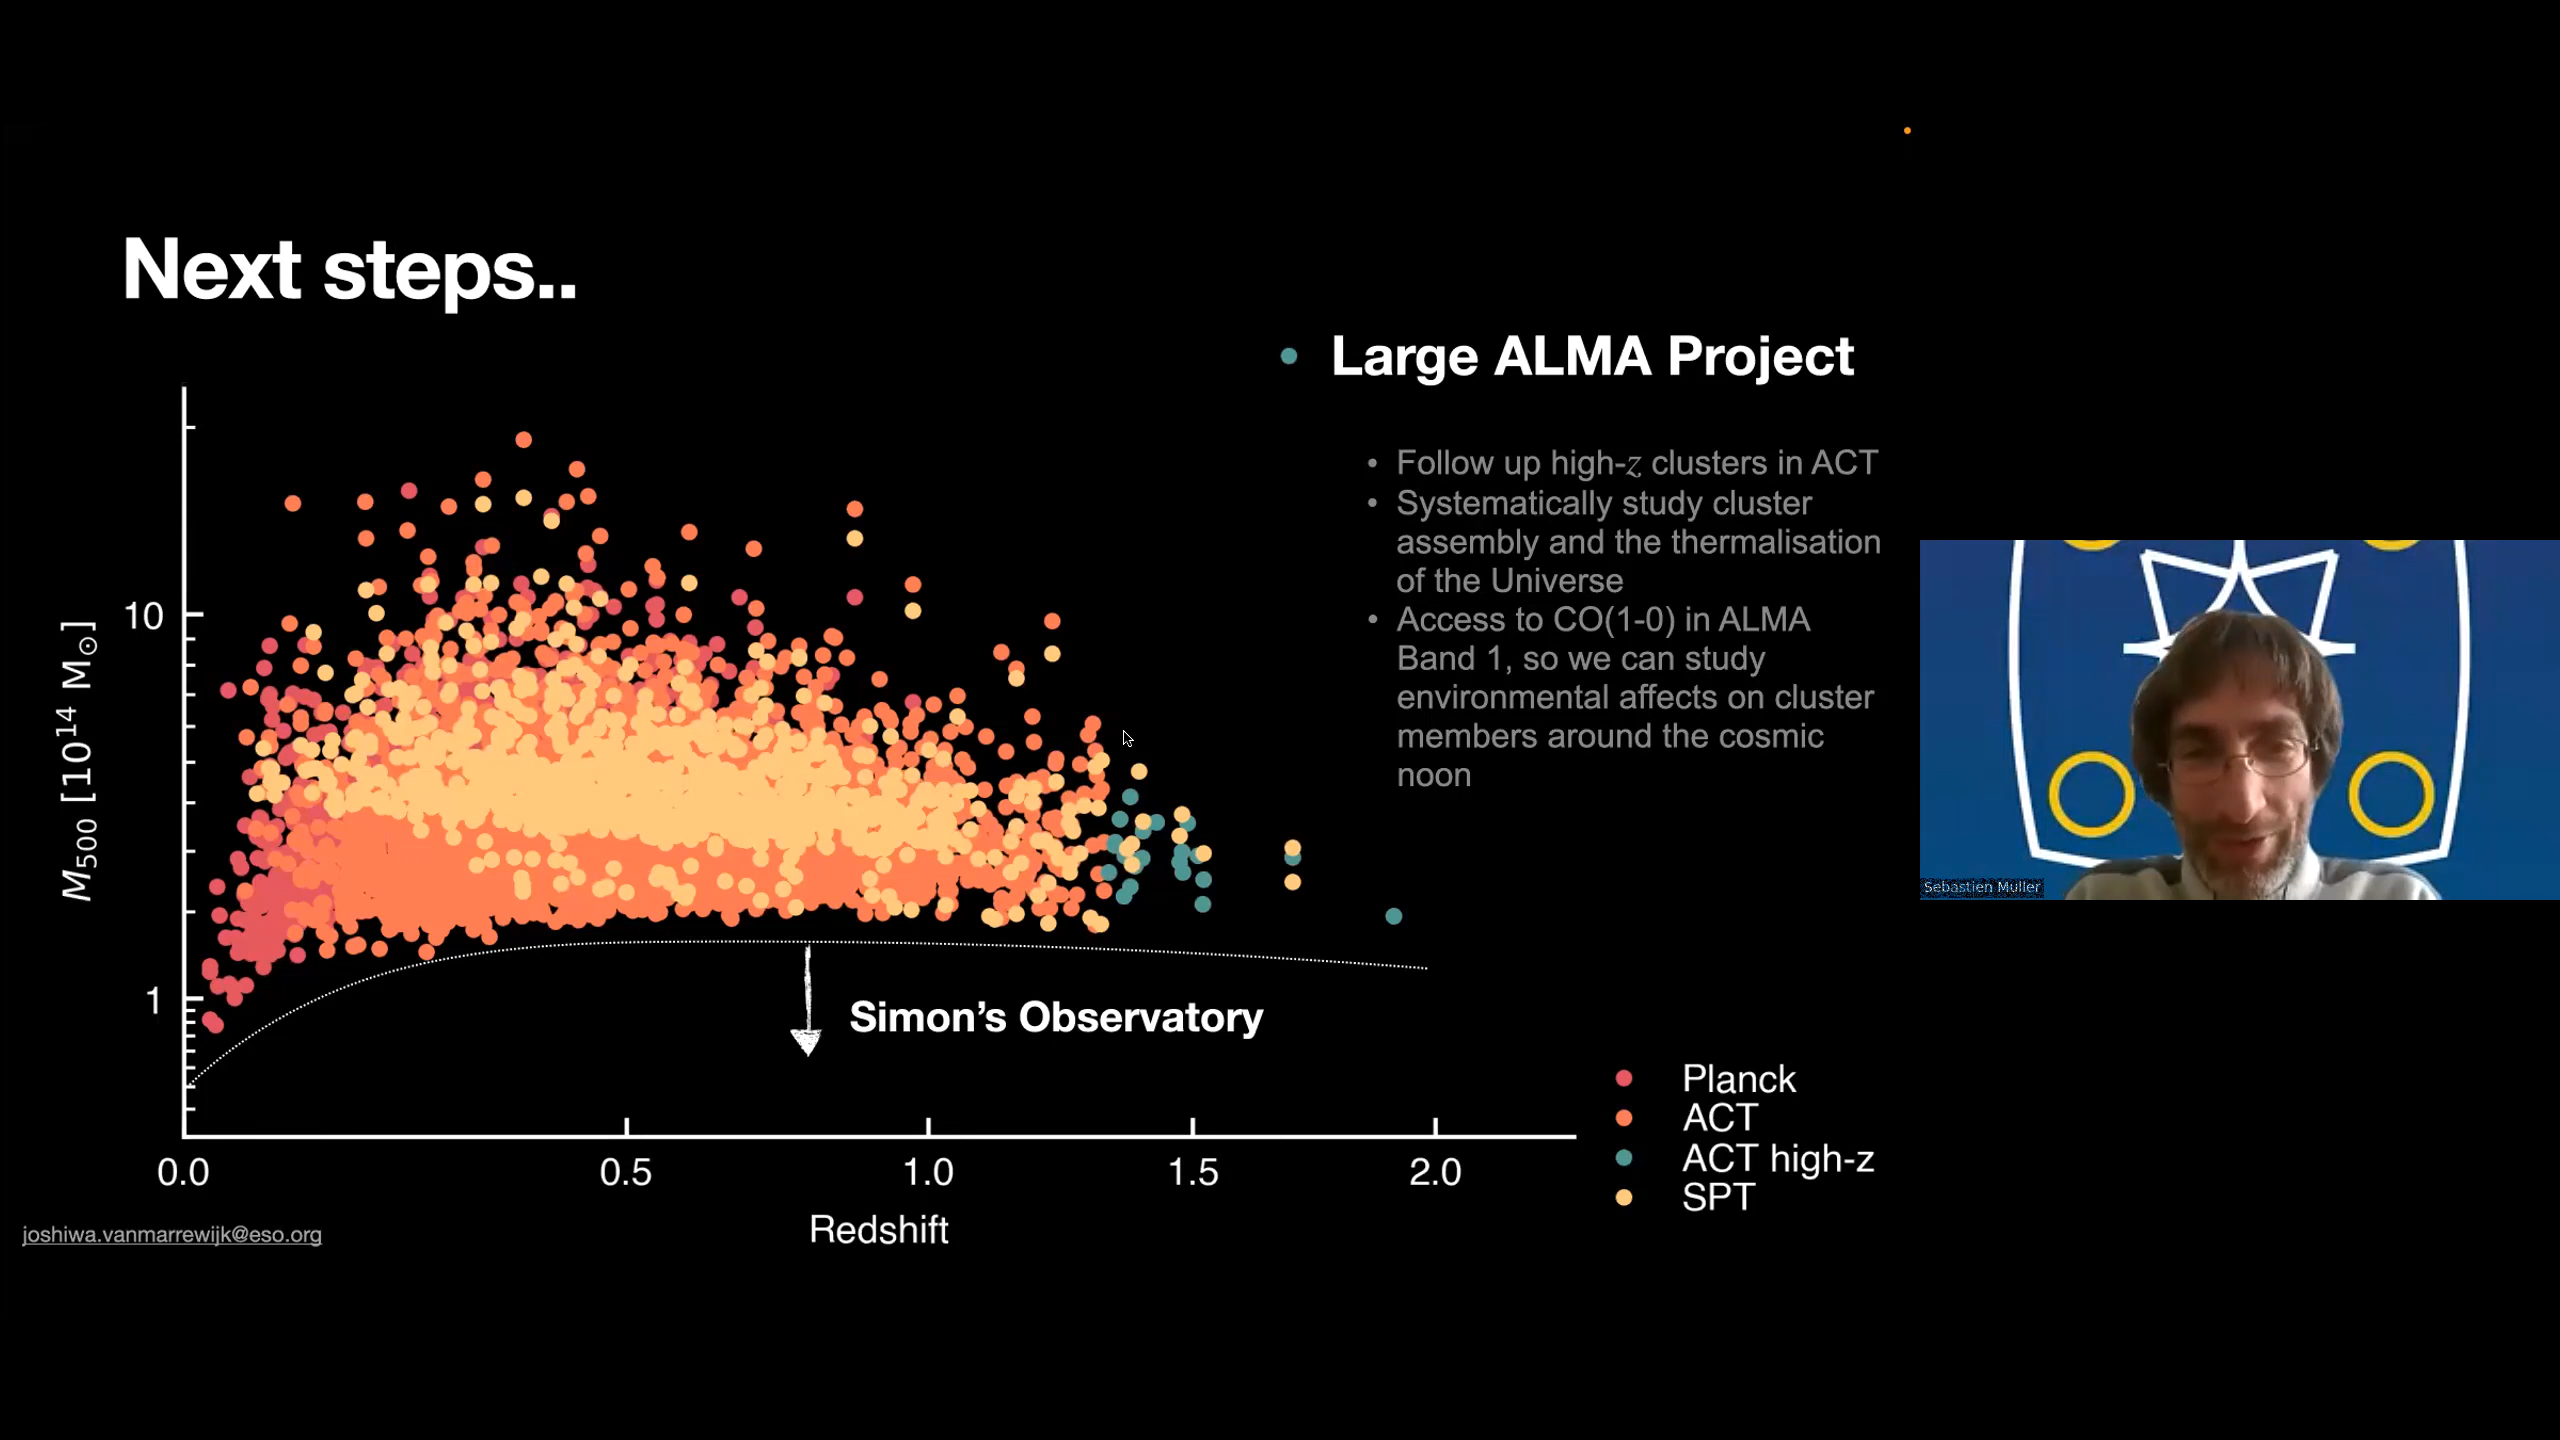 Next steps..
• Large ALMA Project
• Follow up high-z clusters in ACT
• Systematically study cluster
assembly and the thermalisation
of the Universe
• Access to CO(1-0) in ALMA
Band 1, so we can study
environmental affects on cluster
members around the cosmic
noon
M₅₀₀ [10¹⁴ M⊙]
10
1
Simon’s Observatory
0.0 0.5 1.0 1.5 2.0
Redshift
Planck
ACT
ACT high-z
SPT
joshiwa.vanmarrewijk@eso.org
Sebastien Muller